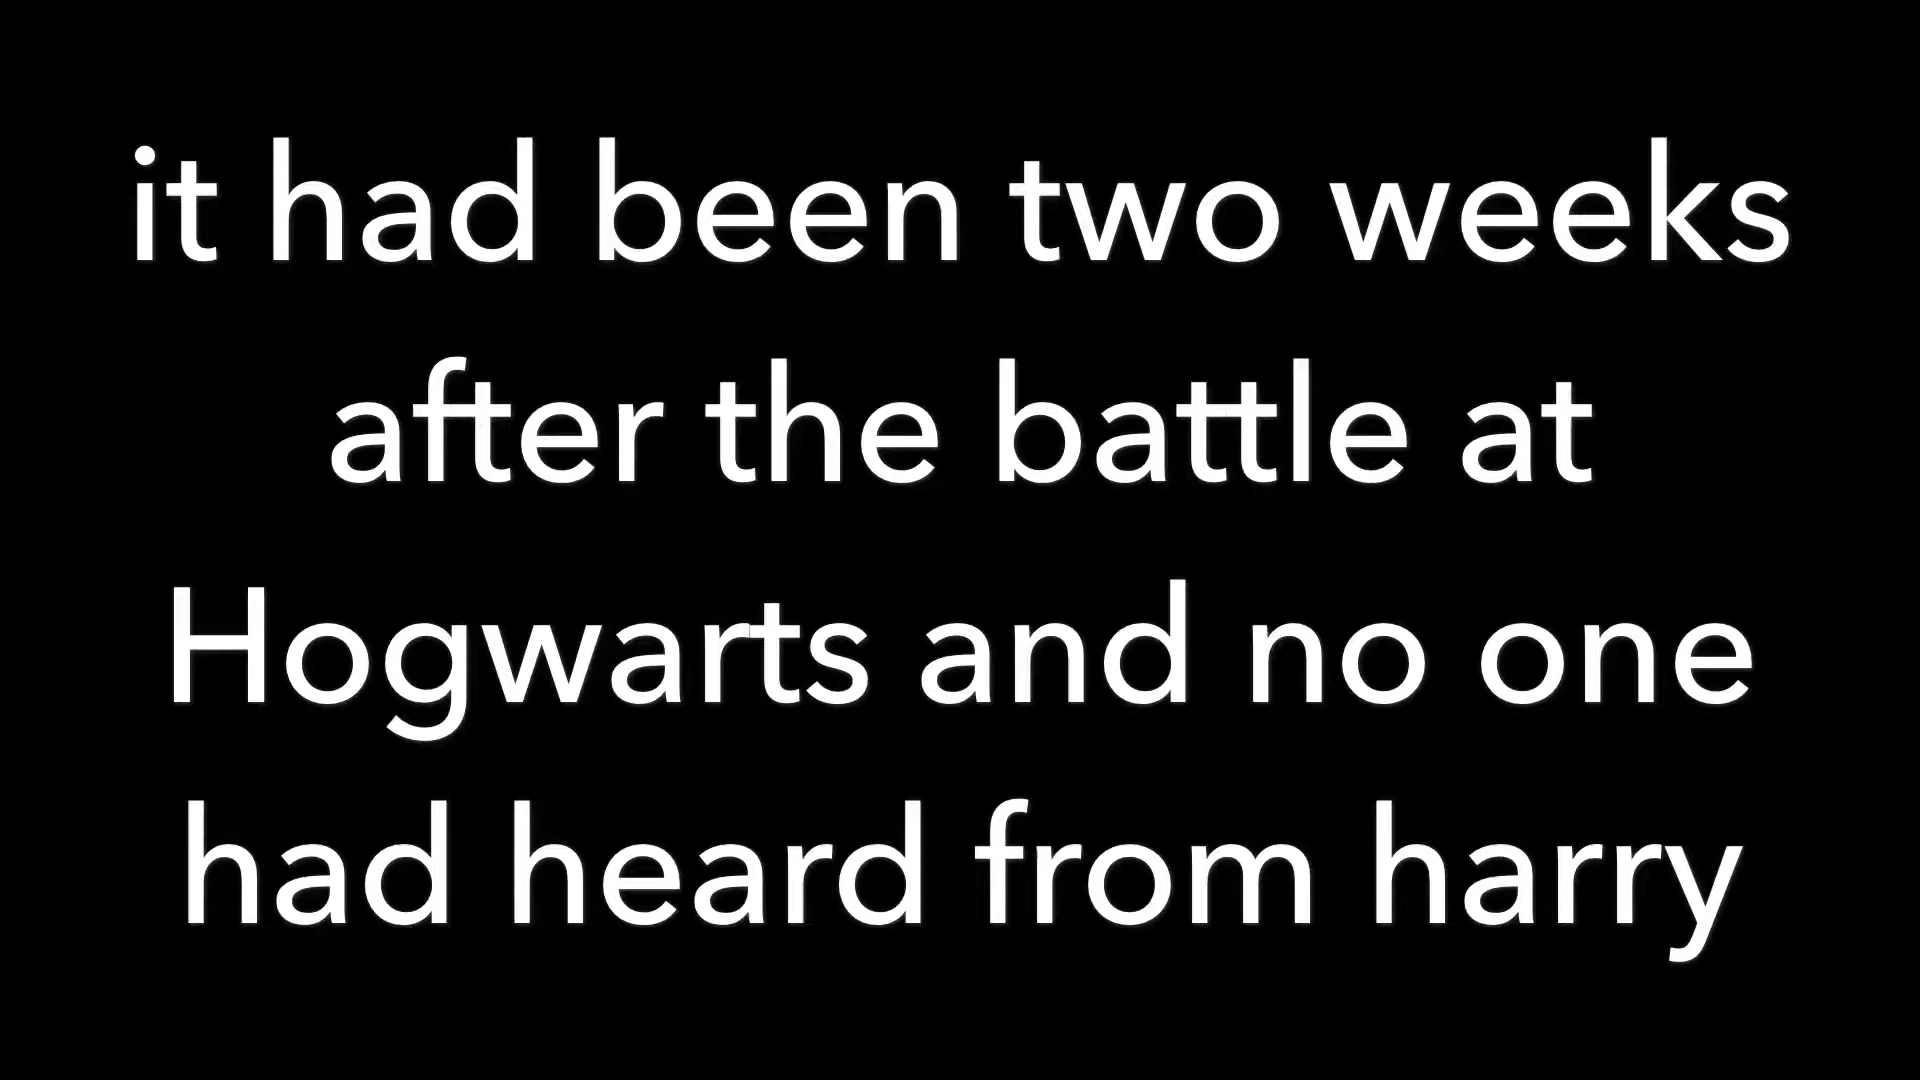 it had been two weeks
after the battle at
Hogwarts and no one
had heard from harry